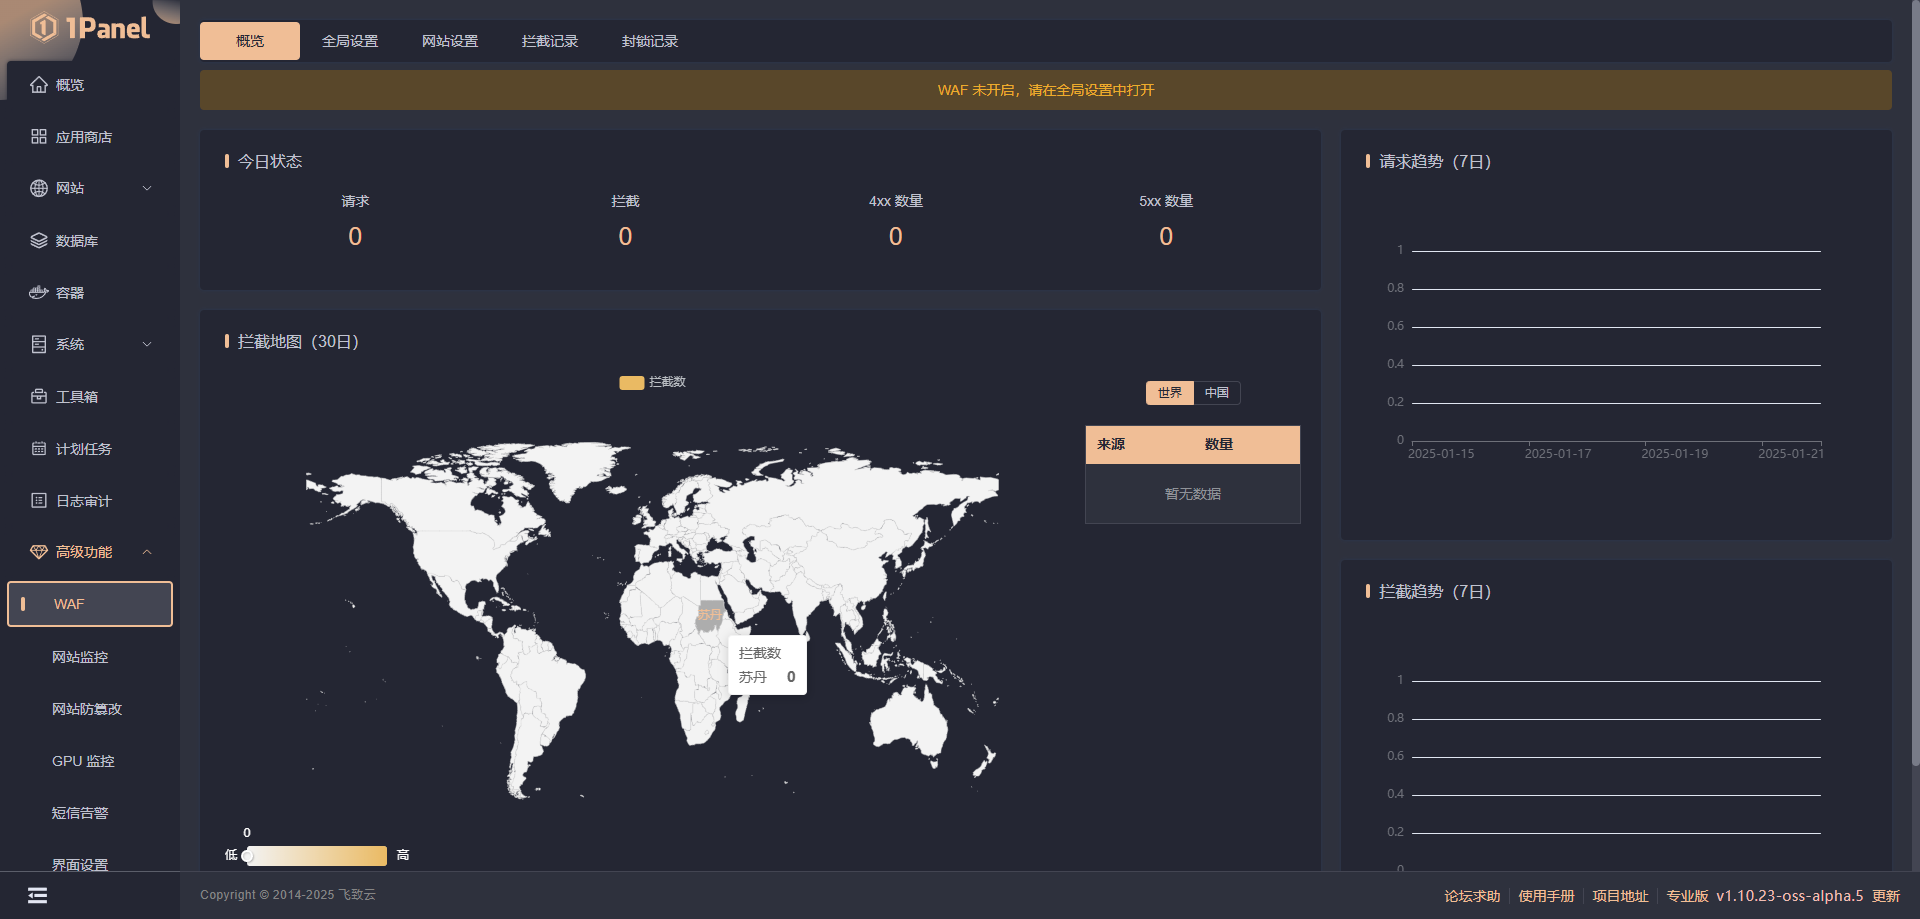 1Panel
概览
应用商店
网站
数据库
容器
系统
工具箱
计划任务
日志审计
高级功能
WAF
网站监控
网站防篡改
GPU 监控
短信告警
界面设置
概览 全局设置 网站设置 拦截记录 封锁记录
WAF 未开启，请在全局设置中打开
今日状态
请求 拦截 4xx 数量 5xx 数量
0 0 0 0
拦截地图（30日）
拦截数
世界 中国
来源 数量
暂无数据
苏丹
拦截数
苏丹 0
0
低 高
请求趋势（7日）
1
0.8
0.6
0.4
0.2
0
2025-01-15 2025-01-17 2025-01-19 2025-01-21
拦截趋势（7日）
1
0.8
0.6
0.4
0.2
0
Copyright © 2014-2025 飞致云
论坛求助 使用手册 项目地址 专业版 v1.10.23-oss-alpha.5 更新